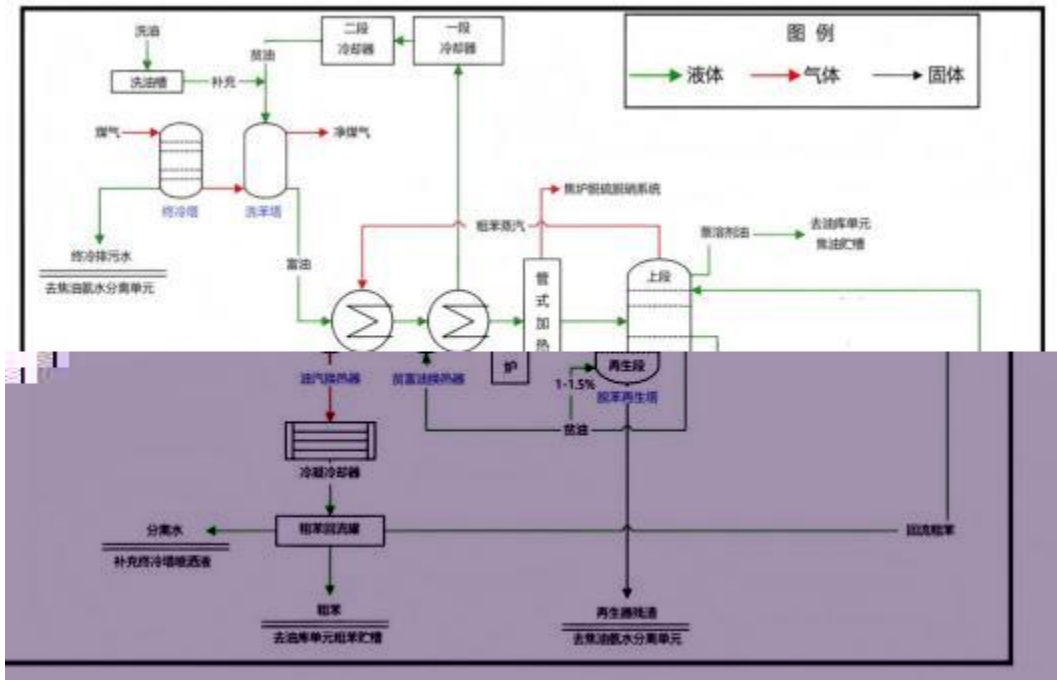 图 例
液体
气体
固体
洗油
洗油槽
补充
贫油
二段
冷却器
一段
冷却器
煤气
净煤气
终冷塔
洗苯塔
终冷排污水
去焦油氨水分离单元
富油
粗苯蒸汽
焦炉脱硫脱硝系统
萘溶剂油
去油库单元
焦油贮槽
上段
管
式
加
热
炉
再生段
1-1.5%
脱苯再生塔
油汽换热器
贫富油换热器
贫油
冷凝冷却器
分离水
补充终冷塔喷洒液
粗苯回流罐
回流粗苯
粗苯
去油库单元粗苯贮槽
再生器残渣
去焦油氨水分离单元